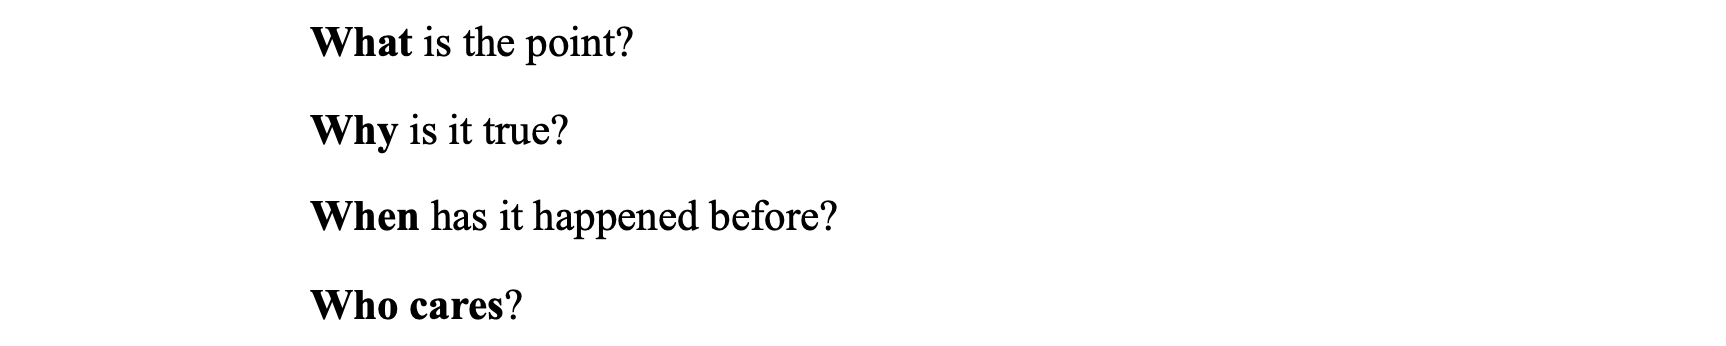 What is the point?
Why is it true?
When has it happened before?
Who cares?